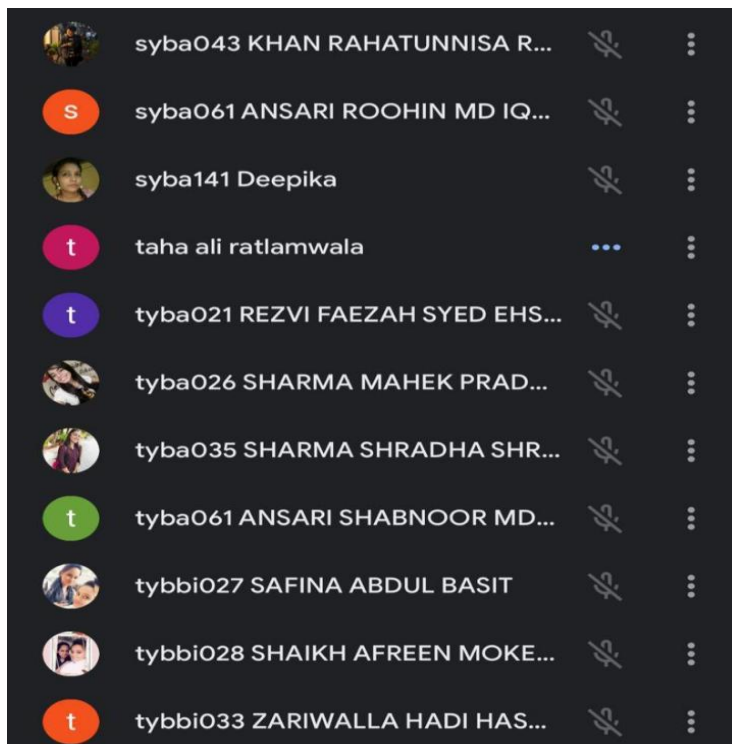 syba043 KHAN RAHATUNNISA R...
s syba061 ANSARI ROOHIN MD IQ...
syba141 Deepika
t taha ali ratlamwala
t tyba021 REZVI FAEZAH SYED EHS...
tyba026 SHARMA MAHEK PRAD...
tyba035 SHARMA SHRADHA SHR...
t tyba061 ANSARI SHABNOOR MD...
tybbi027 SAFINA ABDUL BASIT
tybbi028 SHAIKH AFREEN MOKE...
t tybbi033 ZARIWALLA HADI HAS...